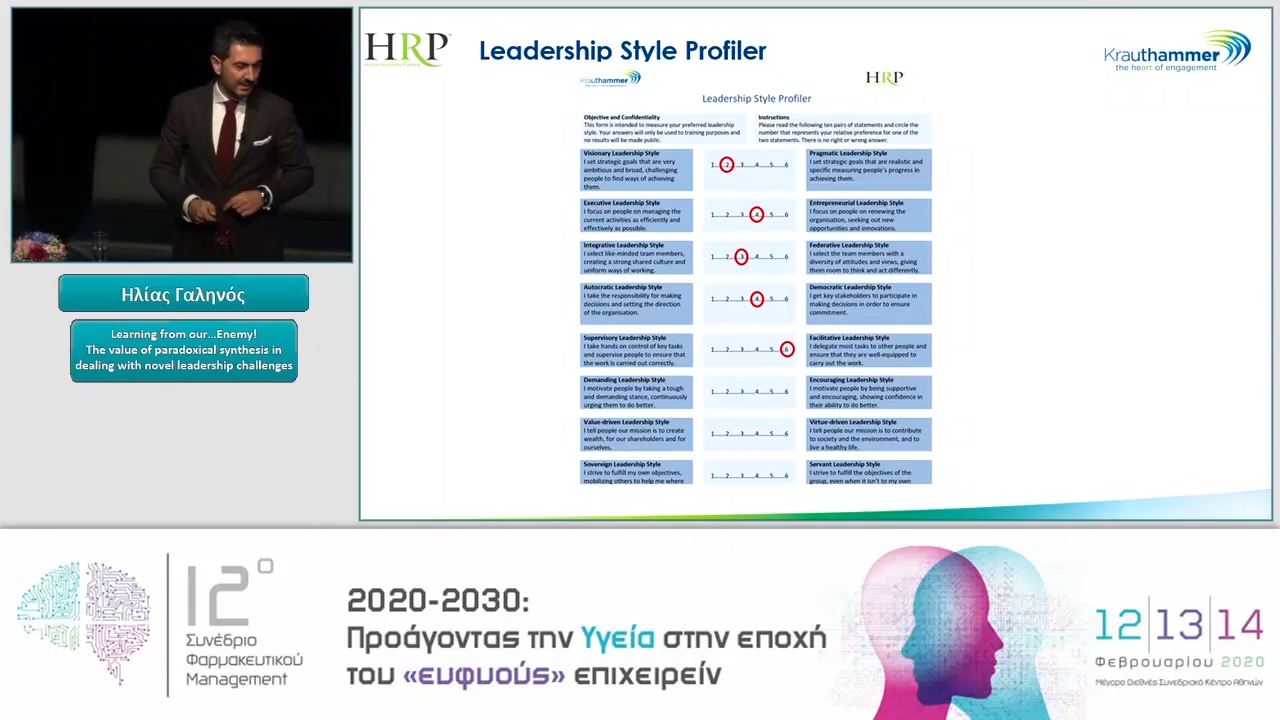 HRP
Leadership Style Profiler
Krauthammer
the heart of engagement
Krauthammer
HRP
Leadership Style Profiler
Objective and Confidentiality
This form is intended to measure your preferred leadership
style. Your answers will only be used to training purposes and
no results will be made public.
Instructions
Please read the following ten pairs of statements and circle the
number that represents your relative preference for one of the
two statements. There is no right or wrong answer.
Visionary Leadership Style
I set strategic goals that are very
ambitious and broad, challenging
people to find ways of achieving
them.
1......2......3......4......5......6
Pragmatic Leadership Style
I set strategic goals that are realistic and
specific measuring people's progress in
achieving them.
Executive Leadership Style
I focus on people on managing the
current activities as efficiently and
effectively as possible.
1......2......3......4......5......6
Entrepreneurial Leadership Style
I focus on people on renewing the
organisation, seeking out new
opportunities and innovations.
Integrative Leadership Style
I select like-minded team members,
creating a strong shared culture and
uniform ways of working.
1......2......3......4......5......6
Federative Leadership Style
I select the team members with a
diversity of attitudes and views, giving
them room to think and act differently.
Autocratic Leadership Style
I take the responsibility for making
decisions and setting the direction
of the organisation.
1......2......3......4......5......6
Democratic Leadership Style
I get key stakeholders to participate in
making decisions in order to ensure
commitment.
Supervisory Leadership Style
I take hands on control of key tasks
and supervise people to ensure that
the work is carried out correctly.
1......2......3......4......5......6
Facilitative Leadership Style
I delegate most tasks to other people and
ensure that they are well-equipped to
carry out the work.
Demanding Leadership Style
I motivate people by taking a tough
and demanding stance, continuously
urging them to do better.
1......2......3......4......5......6
Encouraging Leadership Style
I motivate people by being supportive
and encouraging, showing confidence in
their ability to do better.
Value-driven Leadership Style
I tell people our mission is to create
wealth, for our shareholders and for
ourselves.
1......2......3......4......5......6
Virtue-driven Leadership Style
I tell people our mission is to contribute
to society and the environment, and to
live a healthy life.
Sovereign Leadership Style
I strive to fulfill my own objectives,
mobilizing others to help me where
1......2......3......4......5......6
Servant Leadership Style
I strive to fulfill the objectives of the
group, even when it isn't to my own
Ηλίας Γαληνός
Learning from our...Enemy!
The value of paradoxical synthesis in
dealing with novel leadership challenges
12ο
Συνέδριο
Φαρμακευτικού
Management
2020-2030:
Προάγοντας την Υγεία στην εποχή
του «ευφυούς» επιχειρείν
12 13 14
Φεβρουαρίου 2020
Μέγαρο Διεθνές Συνεδριακό Κέντρο Αθηνών